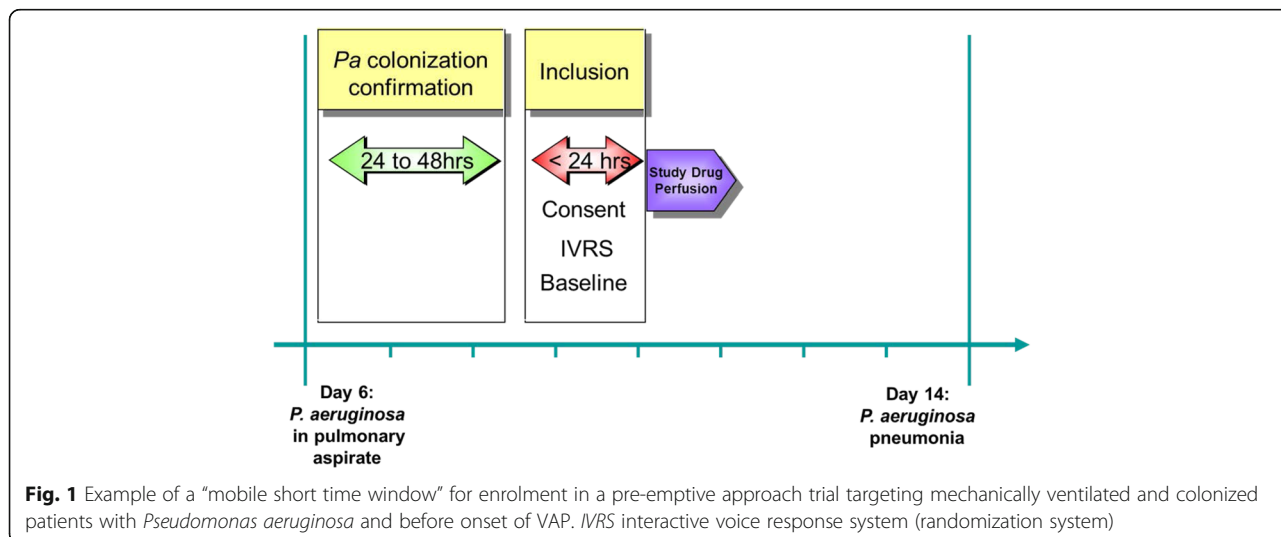 Pa colonization
confirmation
Inclusion
24 to 48hrs
< 24 hrs
Study Drug
Perfusion
Consent
IVRS
Baseline
Day 6:
P. aeruginosa
in pulmonary
aspirate
Day 14:
P. aeruginosa
pneumonia
Fig. 1 Example of a “mobile short time window” for enrolment in a pre-emptive approach trial targeting mechanically ventilated and colonized
patients with Pseudomonas aeruginosa and before onset of VAP. IVRS interactive voice response system (randomization system)